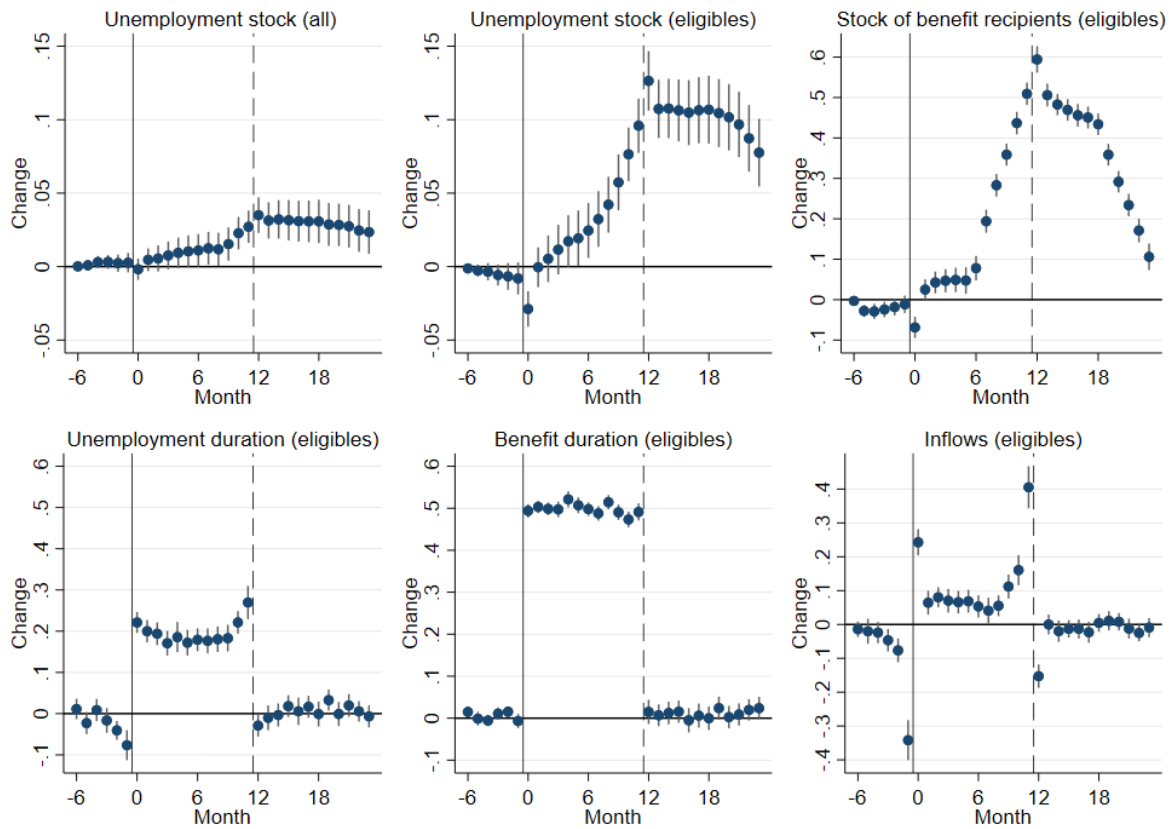 Unemployment stock (all)
Change
-.05 0 .05 .1 .15
-6 0 6 12 18
Month
Unemployment stock (eligibles)
Change
-.05 0 .05 .1 .15
-6 0 6 12 18
Month
Stock of benefit recipients (eligibles)
Change
-.1 0 .1 .2 .3 .4 .5 .6
-6 0 6 12 18
Month
Unemployment duration (eligibles)
Change
-.1 0 .1 .2 .3 .4 .5 .6
-6 0 6 12 18
Month
Benefit duration (eligibles)
Change
-.1 0 .1 .2 .3 .4 .5 .6
-6 0 6 12 18
Month
Inflows (eligibles)
Change
-.4 -.3 -.2 -.1 0 .1 .2 .3 .4
-6 0 6 12 18
Month